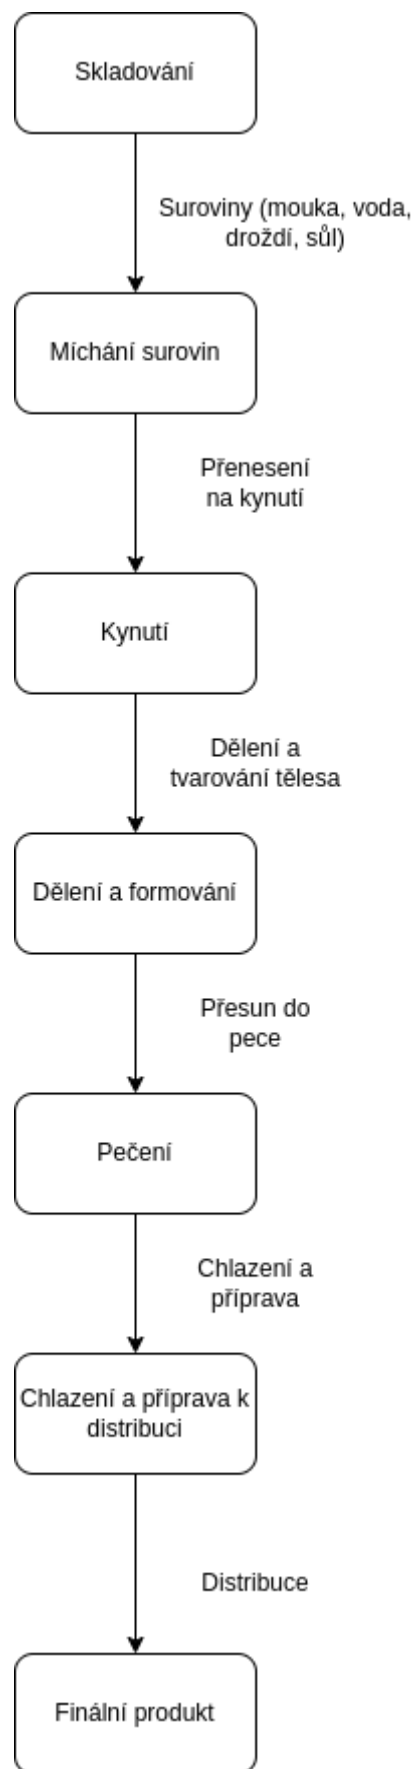 Skladování
Suroviny (mouka, voda,
droždí, sůl)
Míchání surovin
Přenesení
na kynutí
Kynutí
Dělení a
tvarování tělesa
Dělení a formování
Přesun do
pece
Pečení
Chlazení a
příprava
Chlazení a příprava k
distribuci
Distribuce
Finální produkt